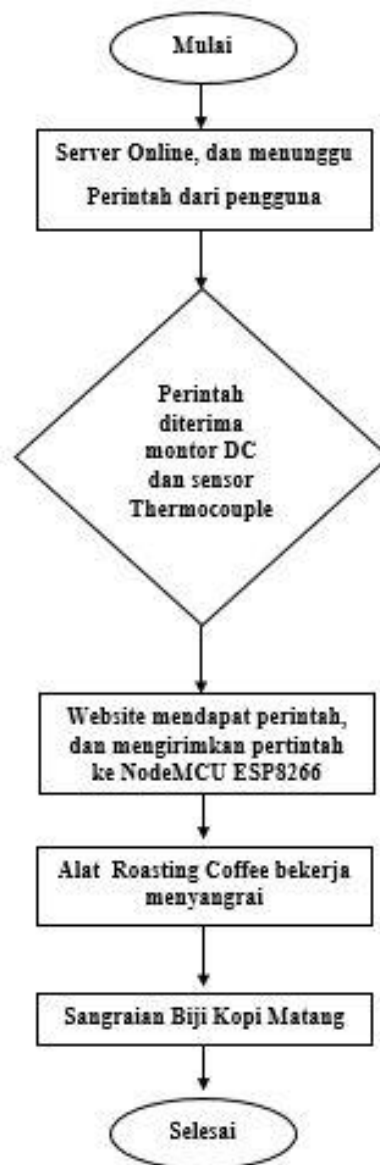 Mulai
Server Online, dan menunggu
Perintah dari pengguna
Perintah
diterima
montor DC
dan sensor
Thermocouple
Website mendapat perintah,
dan mengirimkan pertintah
ke NodeMCU ESP8266
Alat Roasting Coffee bekerja
menyangrai
Sangraian Biji Kopi Matang
Selesai